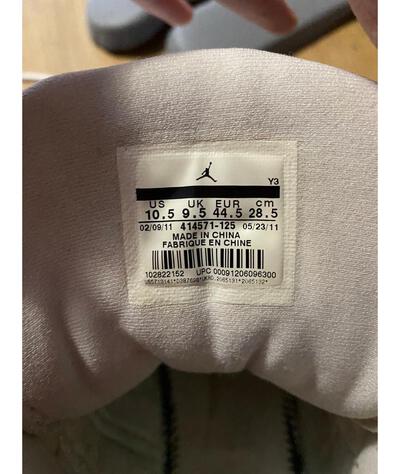 Y3
US UK EUR cm
10.5 9.5 44.5 28.5
02/09/11 414571-125 05/23/11
MADE IN CHINA
FABRIQUE EN CHINE
102822152 UPC 00091206096300